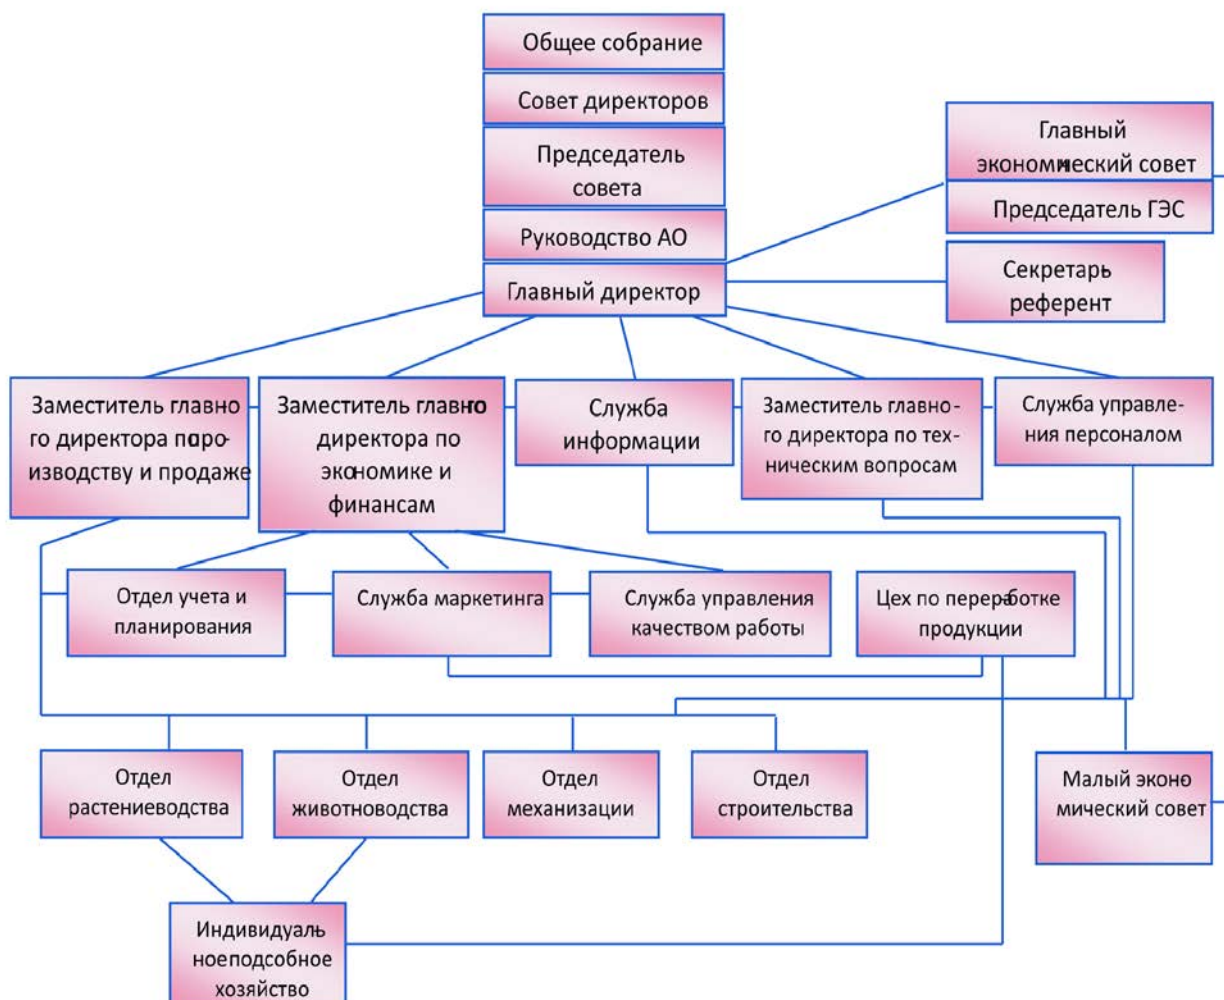 Общее собрание
Совет директоров
Председатель
совета
Руководство АО
Главный директор
Главный
экономический совет
Председатель ГЭС
Секретарь
референт
Заместитель главно
го директора по про-
изводству и продаже
Заместитель главного
директора по
экономике и
финансам
Служба
информации
Заместитель главно-
го директора по тех-
ническим вопросам
Служба управле-
ния персоналом
Отдел учета и
планирования
Служба маркетинга
Служба управления
качеством работы
Цех по переработке
продукции
Отдел
растениеводства
Отдел
животноводства
Отдел
механизации
Отдел
строительства
Малый эконо
мический совет
Индивидуаль
ноеподсобное
хозяйство